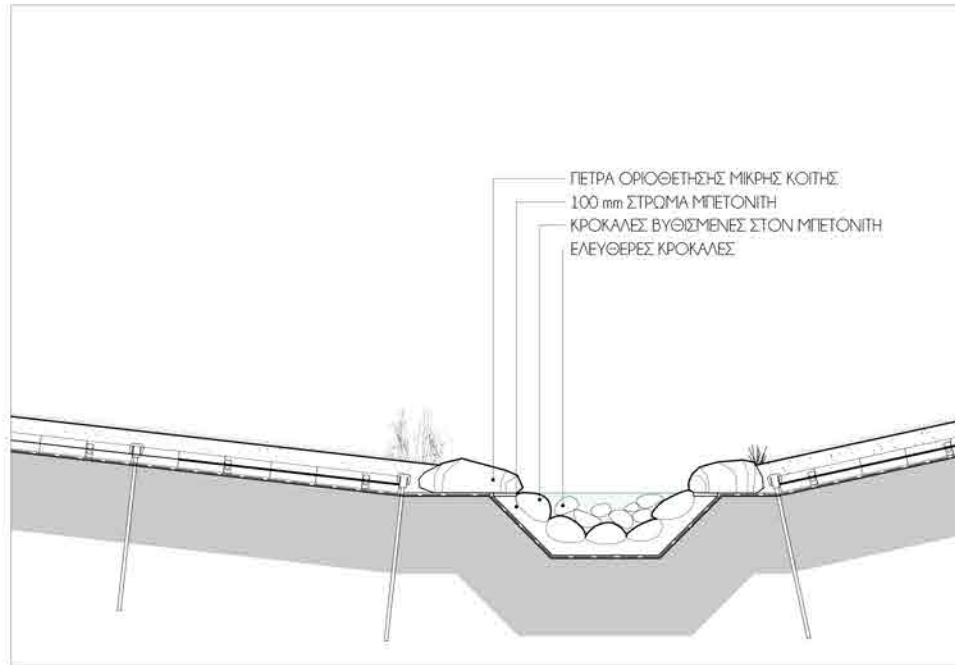 ΠΕΤΡΑ ΟΡΙΟΘΕΤΗΣΗΣ ΜΙΚΡΗΣ ΚΟΙΤΗΣ
100 mm ΣΤΡΩΜΑ ΜΠΕΤΟΝΙΤΗ
ΚΡΟΚΑΛΕΣ ΒΥΘΙΣΜΕΝΕΣ ΣΤΟΝ ΜΠΕΤΟΝΙΤΗ
ΕΛΕΥΘΕΡΕΣ ΚΡΟΚΑΛΕΣ